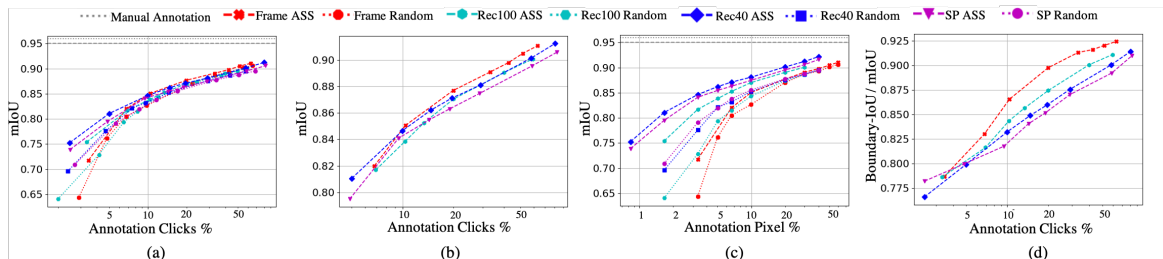 Manual Annotation Frame ASS Frame Random Rec100 ASS Rec100 Random Rec40 ASS Rec40 Random SP ASS SP Random
mIoU
0.95
0.90
0.85
0.80
0.75
0.70
0.65
5 10 20 50
Annotation Clicks %
(a)
mIoU
0.92
0.90
0.88
0.86
0.84
0.82
0.80
10 20 50
Annotation Clicks %
(b)
mIoU
0.95
0.90
0.85
0.80
0.75
0.70
0.65
1 2 5 10 20 50
Annotation Pixel %
(c)
Boundary-IoU / mIoU
0.925
0.900
0.875
0.850
0.825
0.800
0.775
5 10 20 50
Annotation Clicks %
(d)